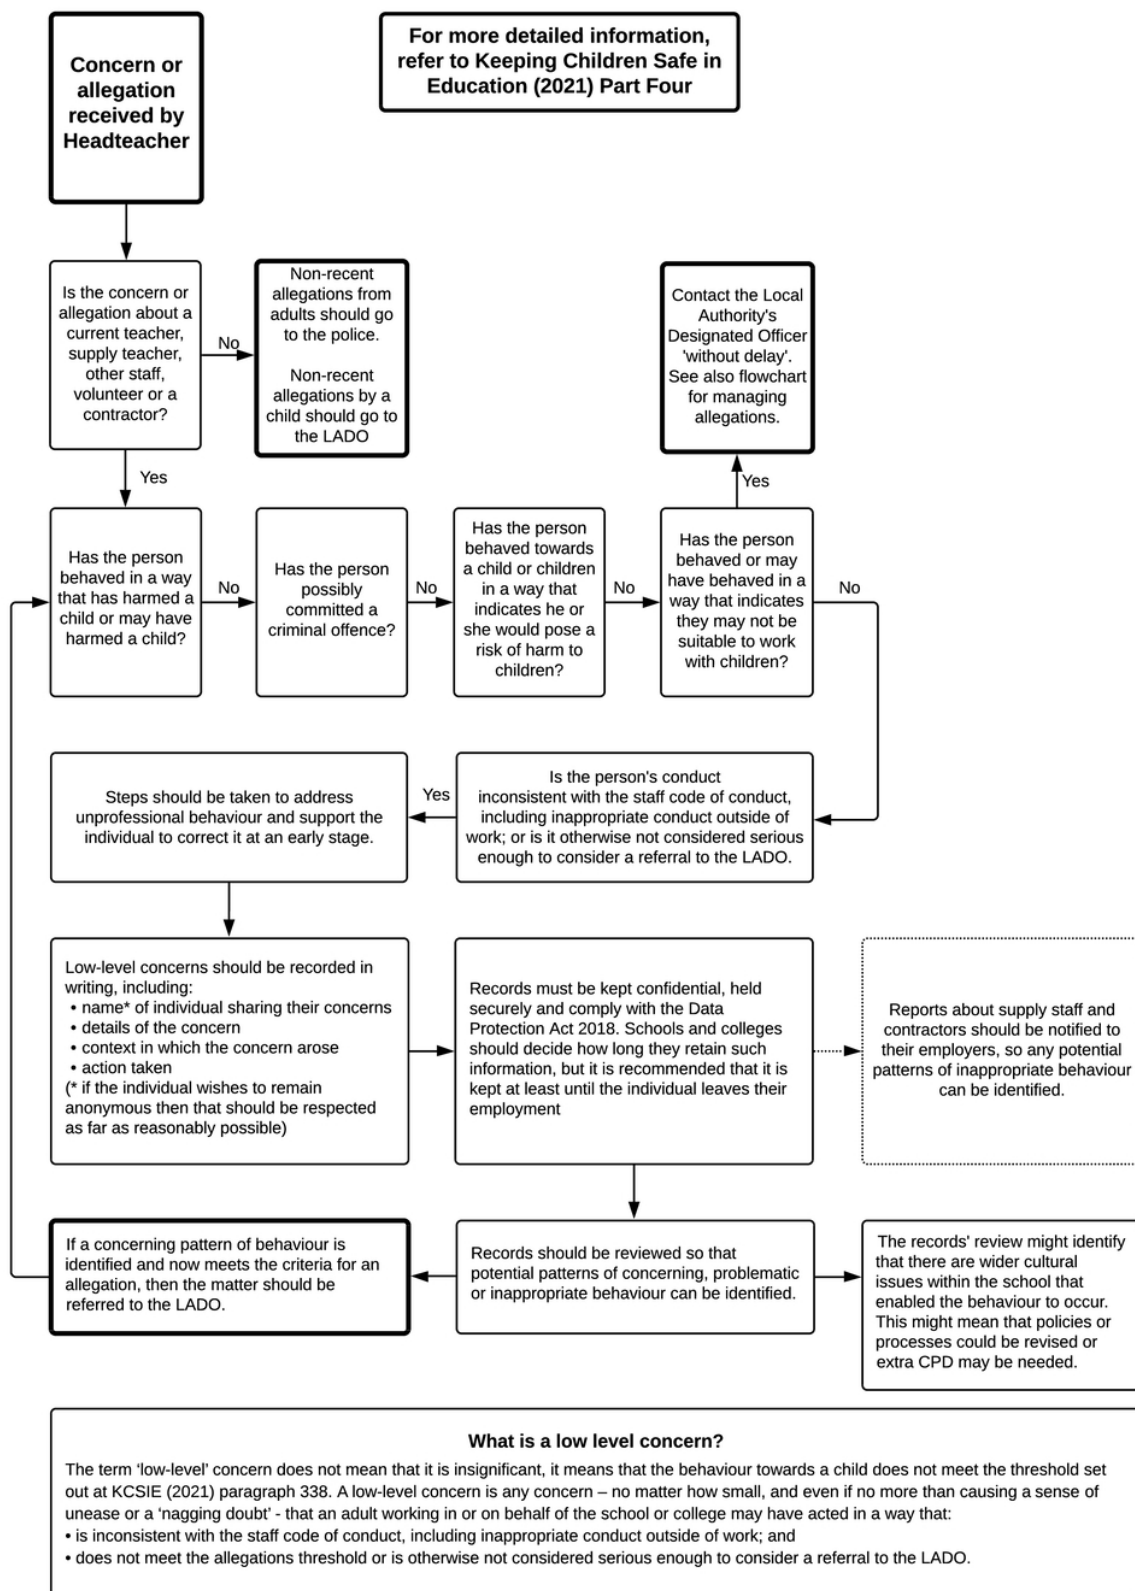 Concern or
allegation
received by
Headteacher
For more detailed information,
refer to Keeping Children Safe in
Education (2021) Part Four
Is the concern or
allegation about a
current teacher,
supply teacher,
other staff,
volunteer or a
contractor?
No
Non-recent
allegations from
adults should go
to the police.
Non-recent
allegations by a
child should go to
the LADO
Contact the Local
Authority's
Designated Officer
'without delay'.
See also flowchart
for managing
allegations.
Yes
Yes
Has the person
behaved in a way
that has harmed a
child or may have
harmed a child?
No
Has the person
possibly
committed a
criminal offence?
No
Has the person
behaved towards
a child or children
in a way that
indicates he or
she would pose a
risk of harm to
children?
No
Has the person
behaved or may
have behaved in a
way that indicates
they may not be
suitable to work
with children?
No
Steps should be taken to address
unprofessional behaviour and support the
individual to correct it at an early stage.
Yes
Is the person's conduct
inconsistent with the staff code of conduct,
including inappropriate conduct outside of
work; or is it otherwise not considered serious
enough to consider a referral to the LADO.
Low-level concerns should be recorded in
writing, including:
• name* of individual sharing their concerns
• details of the concern
• context in which the concern arose
• action taken
(* if the individual wishes to remain
anonymous then that should be respected
as far as reasonably possible)
Records must be kept confidential, held
securely and comply with the Data
Protection Act 2018. Schools and colleges
should decide how long they retain such
information, but it is recommended that it is
kept at least until the individual leaves their
employment
Reports about supply staff and
contractors should be notified to
their employers, so any potential
patterns of inappropriate behaviour
can be identified.
If a concerning pattern of behaviour is
identified and now meets the criteria for an
allegation, then the matter should be
referred to the LADO.
Records should be reviewed so that
potential patterns of concerning, problematic
or inappropriate behaviour can be identified.
The records' review might identify
that there are wider cultural
issues within the school that
enabled the behaviour to occur.
This might mean that policies or
processes could be revised or
extra CPD may be needed.
What is a low level concern?
The term ‘low-level’ concern does not mean that it is insignificant, it means that the behaviour towards a child does not meet the threshold set
out at KCSIE (2021) paragraph 338. A low-level concern is any concern – no matter how small, and even if no more than causing a sense of
unease or a ‘nagging doubt’ - that an adult working in or on behalf of the school or college may have acted in a way that:
• is inconsistent with the staff code of conduct, including inappropriate conduct outside of work; and
• does not meet the allegations threshold or is otherwise not considered serious enough to consider a referral to the LADO.